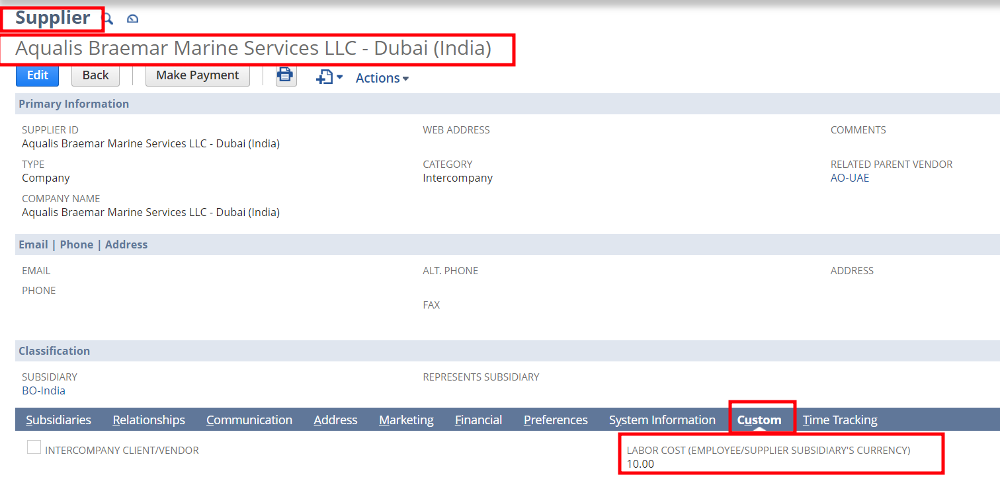 Supplier
Aqualis Braemar Marine Services LLC - Dubai (India)
Edit Back Make Payment Actions
Primary Information
SUPPLIER ID WEB ADDRESS COMMENTS
Aqualis Braemar Marine Services LLC - Dubai (India)
TYPE CATEGORY RELATED PARENT VENDOR
Company Intercompany AO-UAE
COMPANY NAME
Aqualis Braemar Marine Services LLC - Dubai (India)
Email | Phone | Address
EMAIL ALT. PHONE ADDRESS
PHONE
FAX
Classification
SUBSIDIARY REPRESENTS SUBSIDIARY
BO-India
Subsidiaries Relationships Communication Address Marketing Financial Preferences System Information Custom Time Tracking
INTERCOMPANY CLIENT/VENDOR LABOR COST (EMPLOYEE/SUPPLIER SUBSIDIARY'S CURRENCY)
10.00